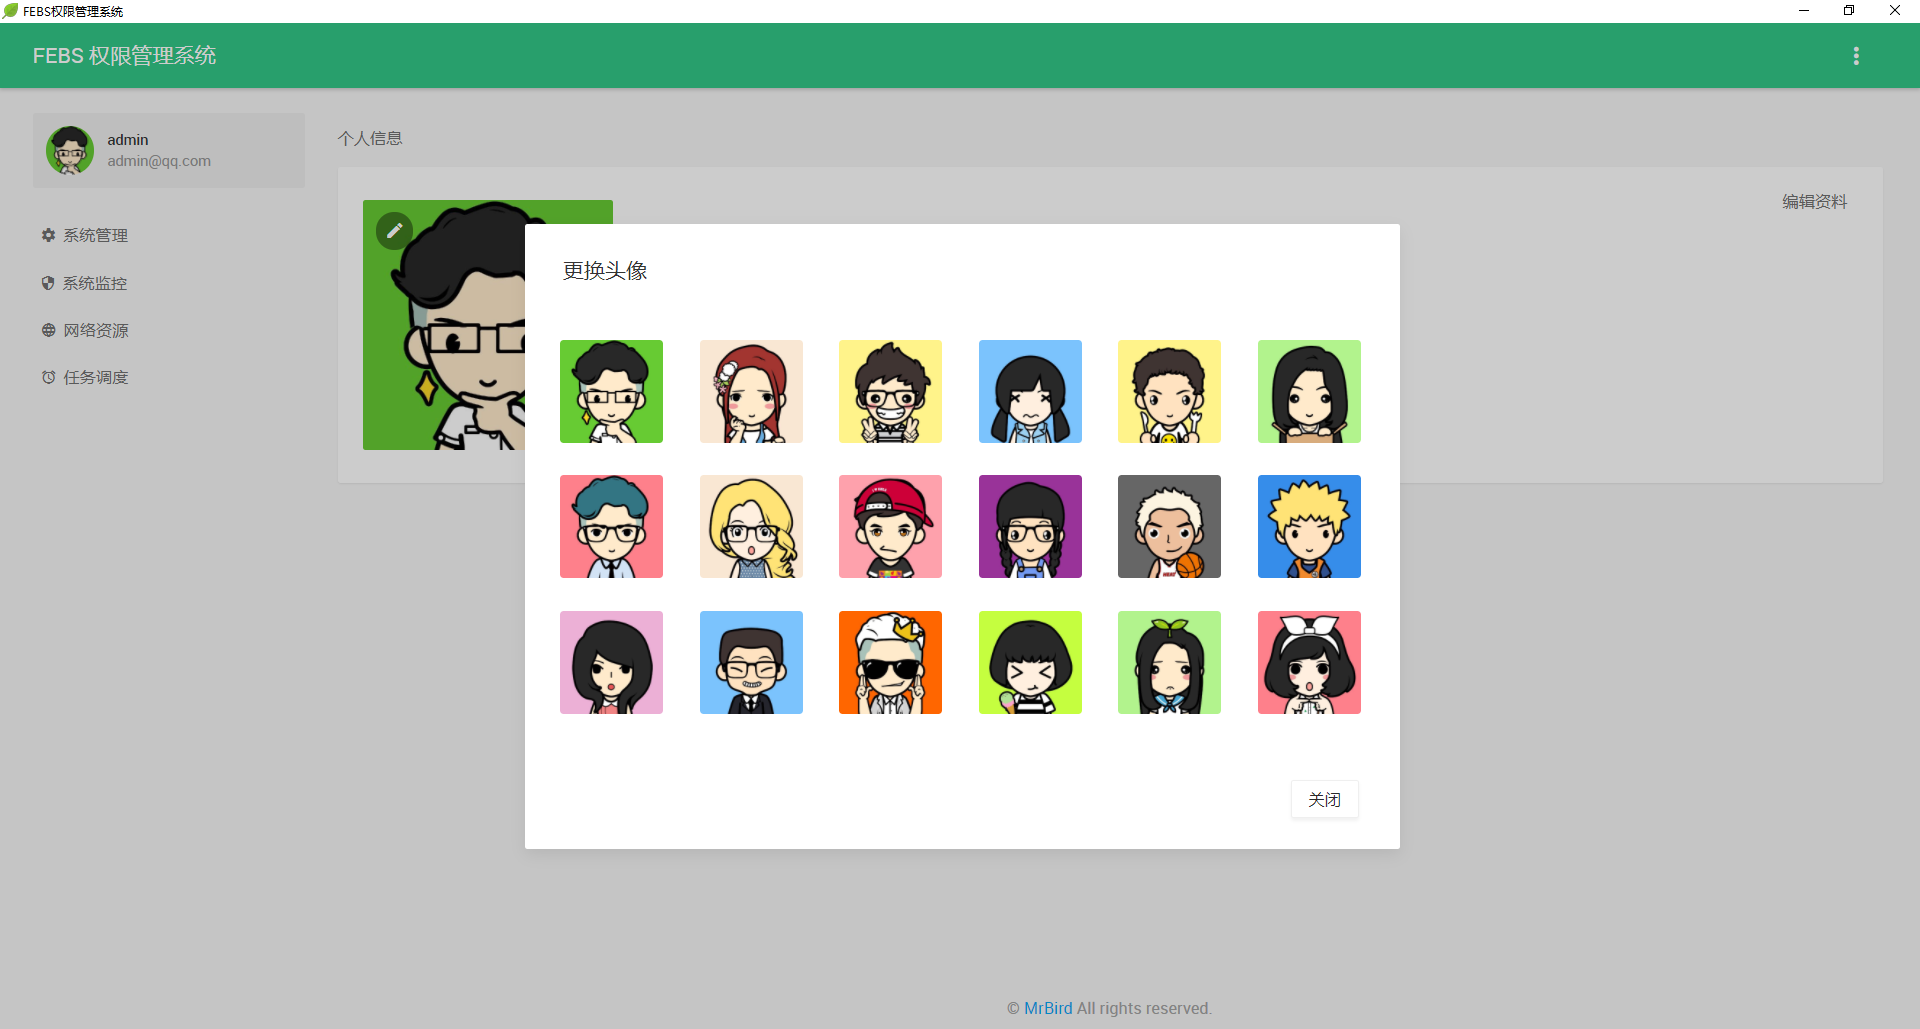 FEBS权限管理系统
FEBS 权限管理系统
admin
admin@qq.com
个人信息
编辑资料
系统管理
系统监控
网络资源
任务调度
更换头像
关闭
© MrBird All rights reserved.